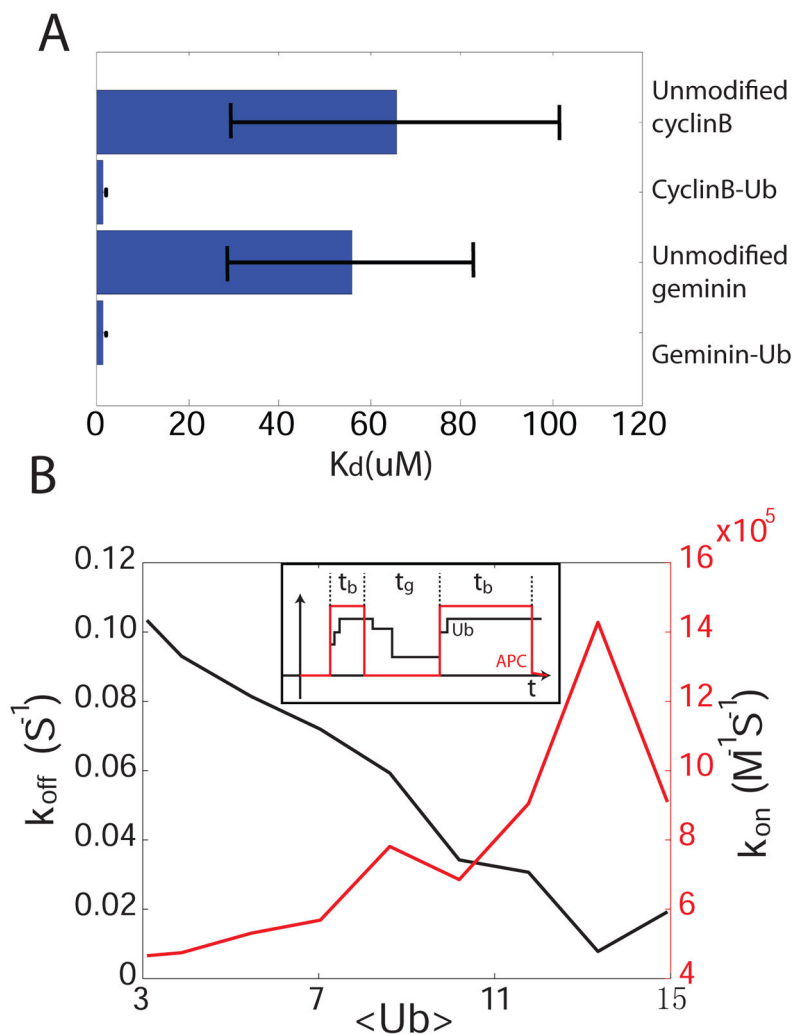 A
Unmodified
cyclinB
CyclinB-Ub
Unmodified
geminin
Geminin-Ub
0 20 40 60 80 100 120
Kd(uM)
B
x10⁵
0.12
0.10
0.08
0.06
0.04
0.02
0
koff (S⁻¹)
tb tg tb
Ub
APC
t
16
14
12
10
8
6
4
kon (M⁻¹S⁻¹)
3 7 11 15
<Ub>